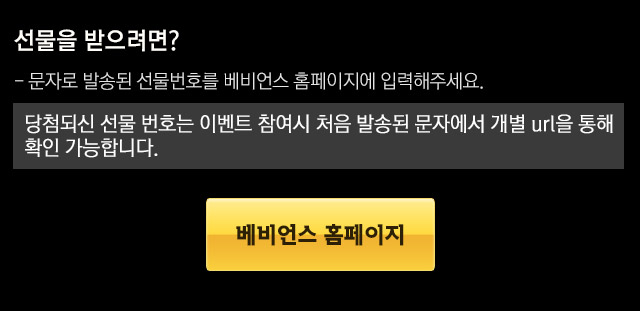 선물을 받으려면?
- 문자로 발송된 선물번호를 베비언스 홈페이지에 입력해주세요.
당첨되신 선물 번호는 이벤트 참여시 처음 발송된 문자에서 개별 url을 통해
확인 가능합니다.
베비언스 홈페이지